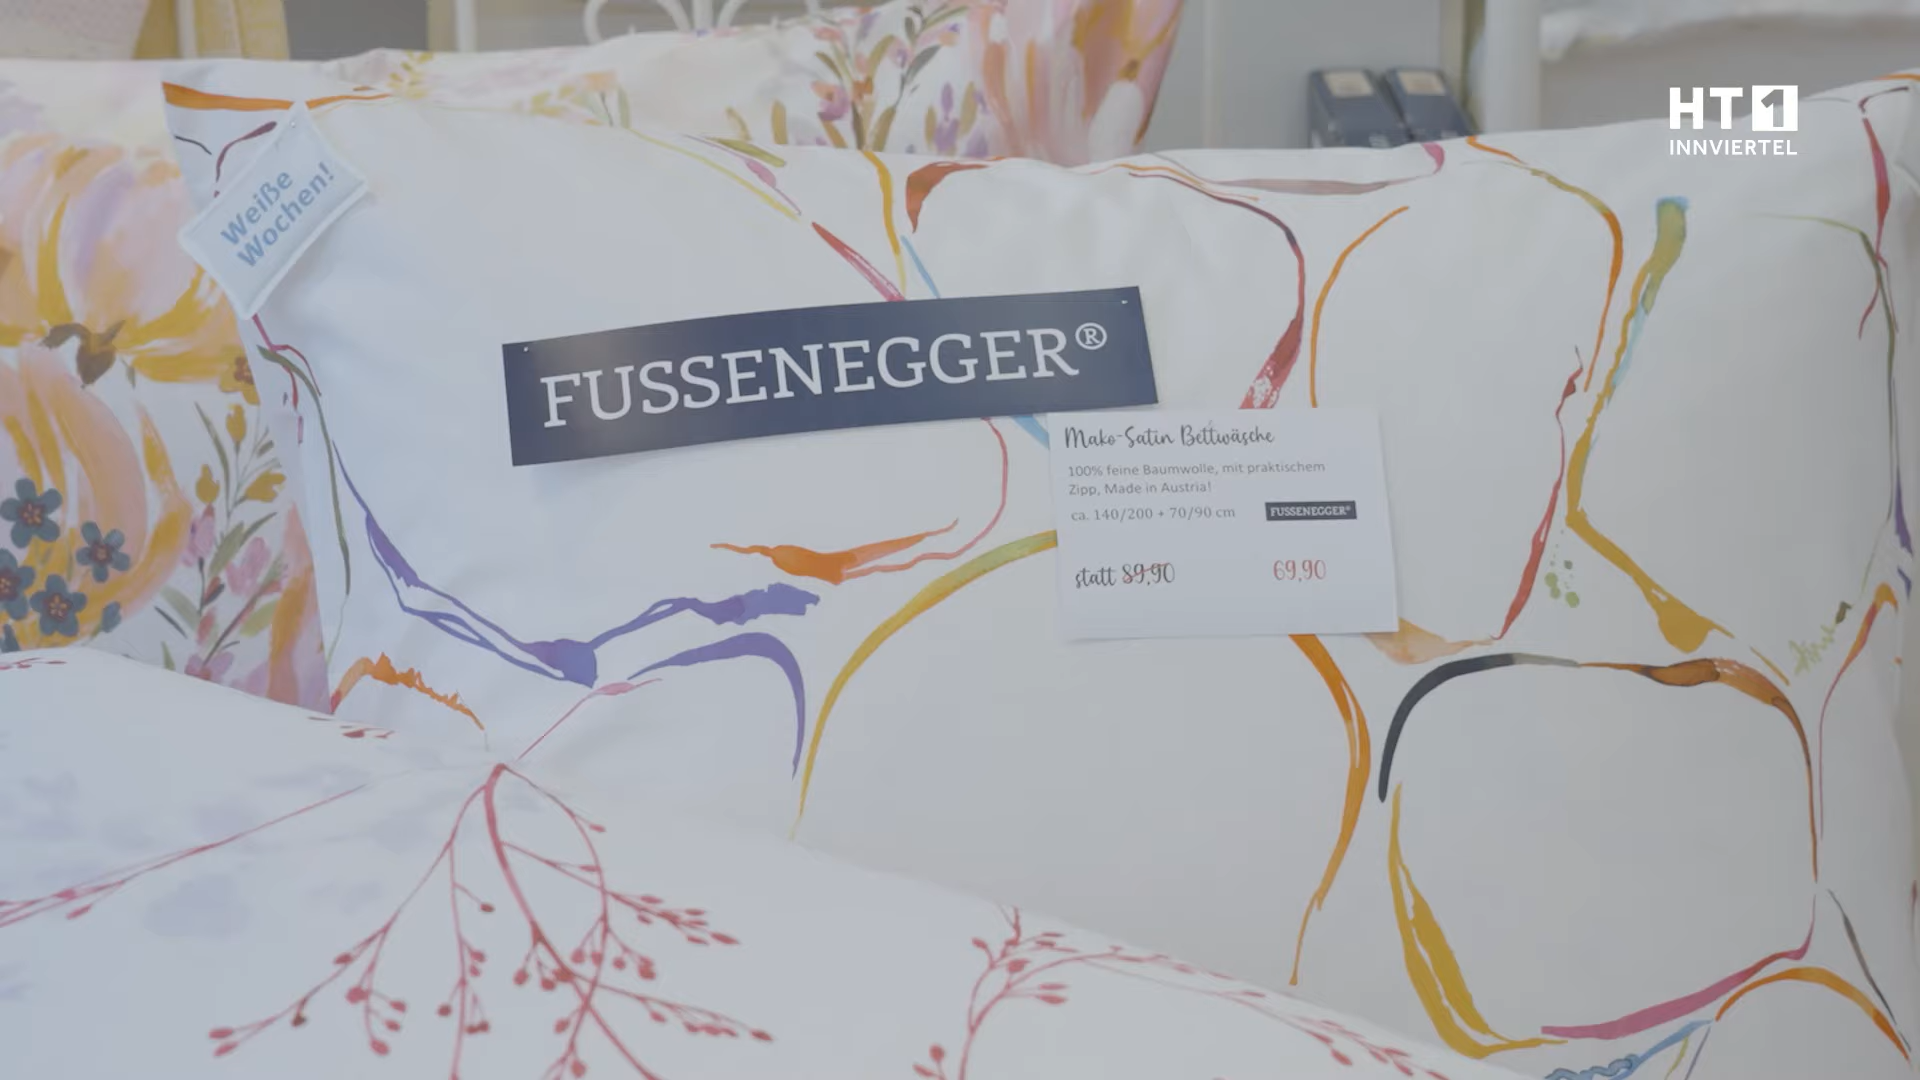 HT1
INNVIERTEL
Weiße
Wochen!
FUSSENEGGER®
Mako-Satin Bettwäsche
100% feine Baumwolle, mit praktischem
Zipp, Made in Austria!
ca. 140/200 + 70/90 cm
FUSSENEGGER®
statt 89,90
69,90